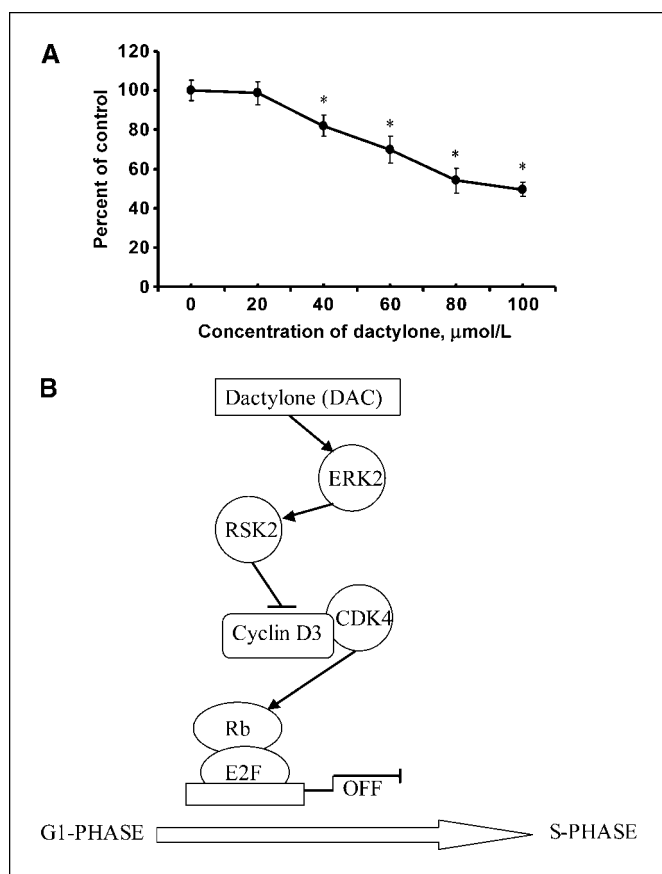 A
120
100
80
60
40
20
0
Percent of control
* * * *
0 20 40 60 80 100
Concentration of dactylone, μmol/L
B
Dactylone (DAC)
ERK2
RSK2
CDK4
Cyclin D3
Rb
E2F
OFF
G1-PHASE S-PHASE